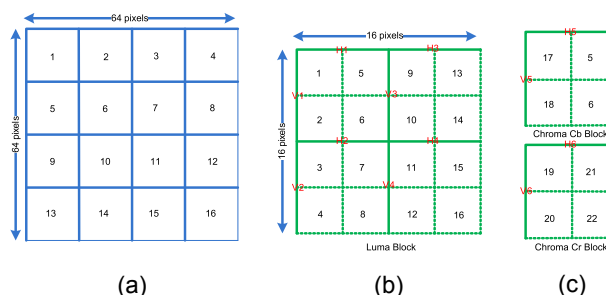 64 pixels
64 pixels
1 2 3 4
5 6 7 8
9 10 11 12
13 14 15 16
(a)
16 pixels
16 pixels
H1 H3
1 5 9 13
V1 V3
2 6 10 14
H2 H4
3 7 11 15
V2 V4
4 8 12 16
Luma Block
(b)
H5
17 5
V5
18 6
Chroma Cb Block
H6
19 21
V6
20 22
Chroma Cr Block
(c)